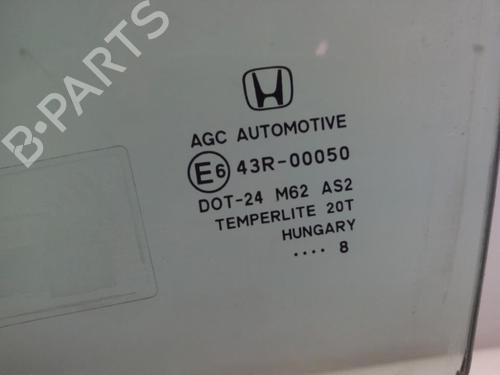 B-PARTS
AGC AUTOMOTIVE
E6 43R-00050
DOT-24 M62 AS2
TEMPERLITE 20T
HUNGARY
.... 8